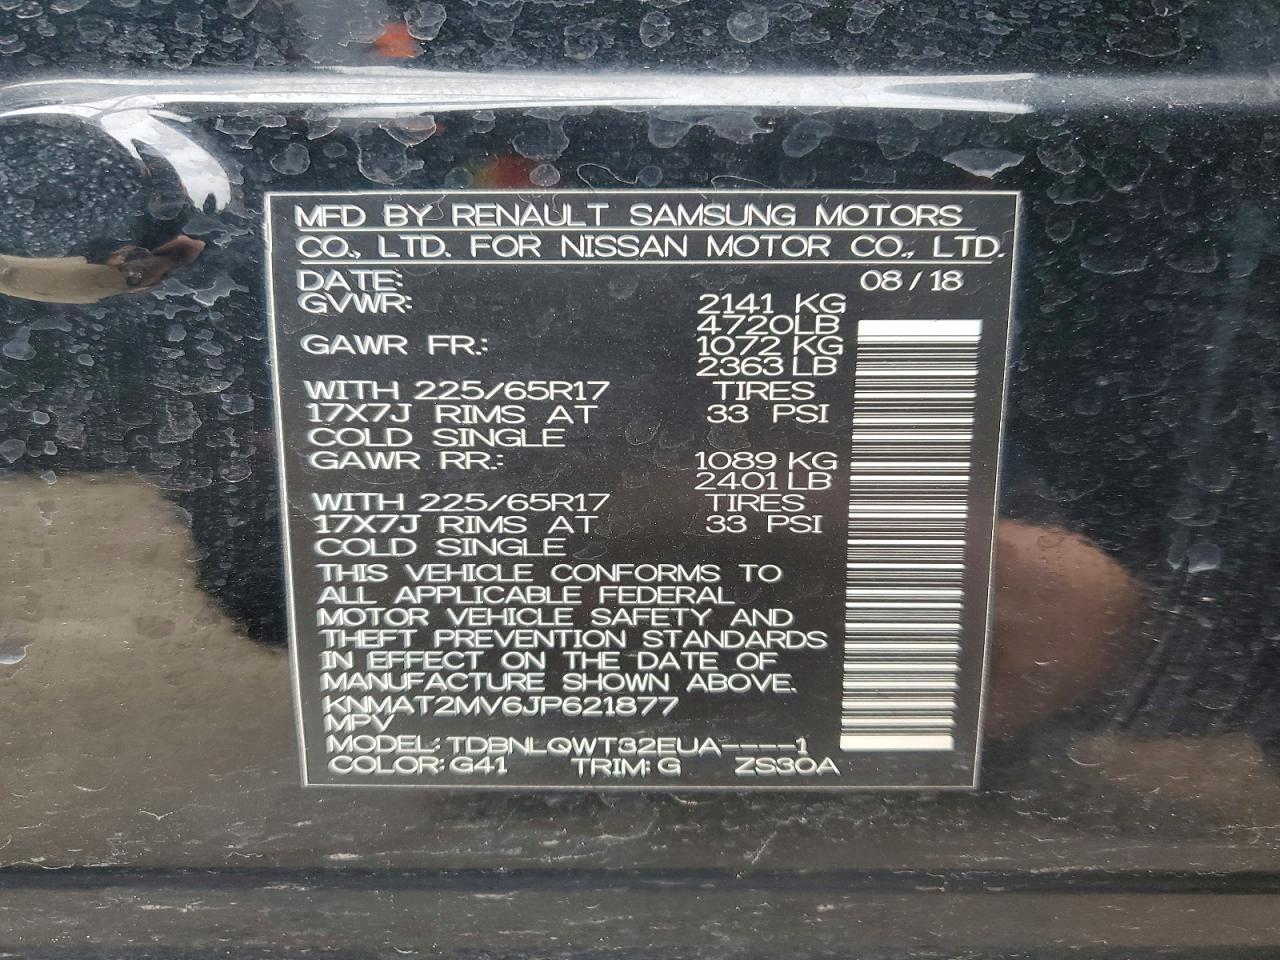 MFD BY RENAULT SAMSUNG MOTORS
CO., LTD. FOR NISSAN MOTOR CO., LTD.
DATE: 08/18
GVWR: 2141 KG
4720LB
GAWR FR.: 1072 KG
2363 LB
WITH 225/65R17 TIRES
17X7J RIMS AT 33 PSI
COLD SINGLE
GAWR RR.: 1089 KG
2401 LB
WITH 225/65R17 TIRES
17X7J RIMS AT 33 PSI
COLD SINGLE
THIS VEHICLE CONFORMS TO
ALL APPLICABLE FEDERAL
MOTOR VEHICLE SAFETY AND
THEFT PREVENTION STANDARDS
IN EFFECT ON THE DATE OF
MANUFACTURE SHOWN ABOVE.
KNMAT2MV6JP621877
MPV
MODEL: TDBNLQWT32EUA----1
COLOR: G41 TRIM: G ZS30A